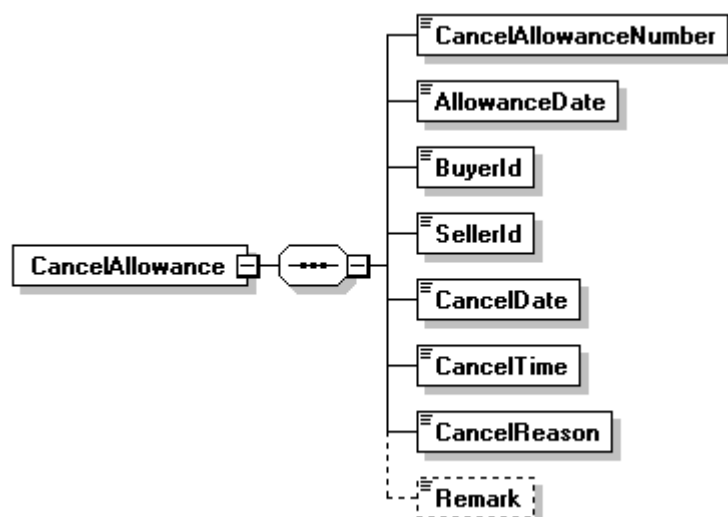 CancelAllowanceNumber
AllowanceDate
BuyerId
SellerId
CancelAllowance
CancelDate
CancelTime
CancelReason
Remark